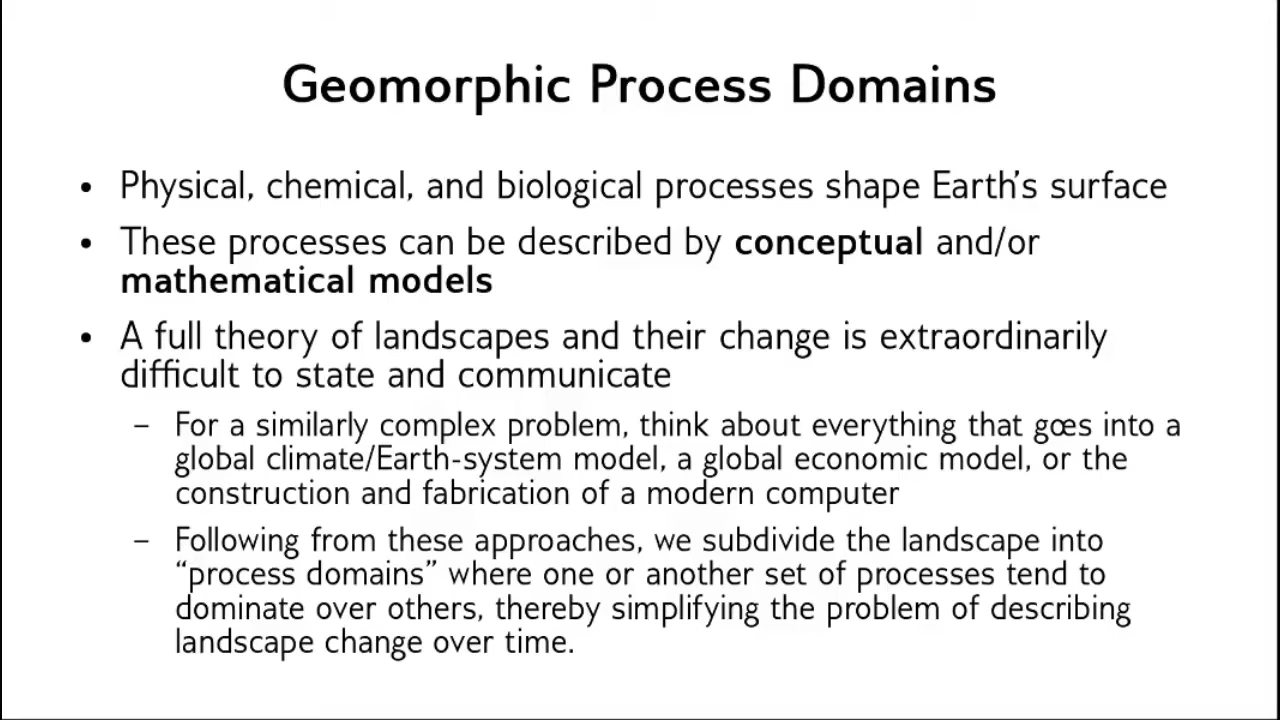 Geomorphic Process Domains
• Physical, chemical, and biological processes shape Earth's surface
• These processes can be described by conceptual and/or
mathematical models
• A full theory of landscapes and their change is extraordinarily
difficult to state and communicate
– For a similarly complex problem, think about everything that goes into a
global climate/Earth-system model, a global economic model, or the
construction and fabrication of a modern computer
– Following from these approaches, we subdivide the landscape into
“process domains” where one or another set of processes tend to
dominate over others, thereby simplifying the problem of describing
landscape change over time.